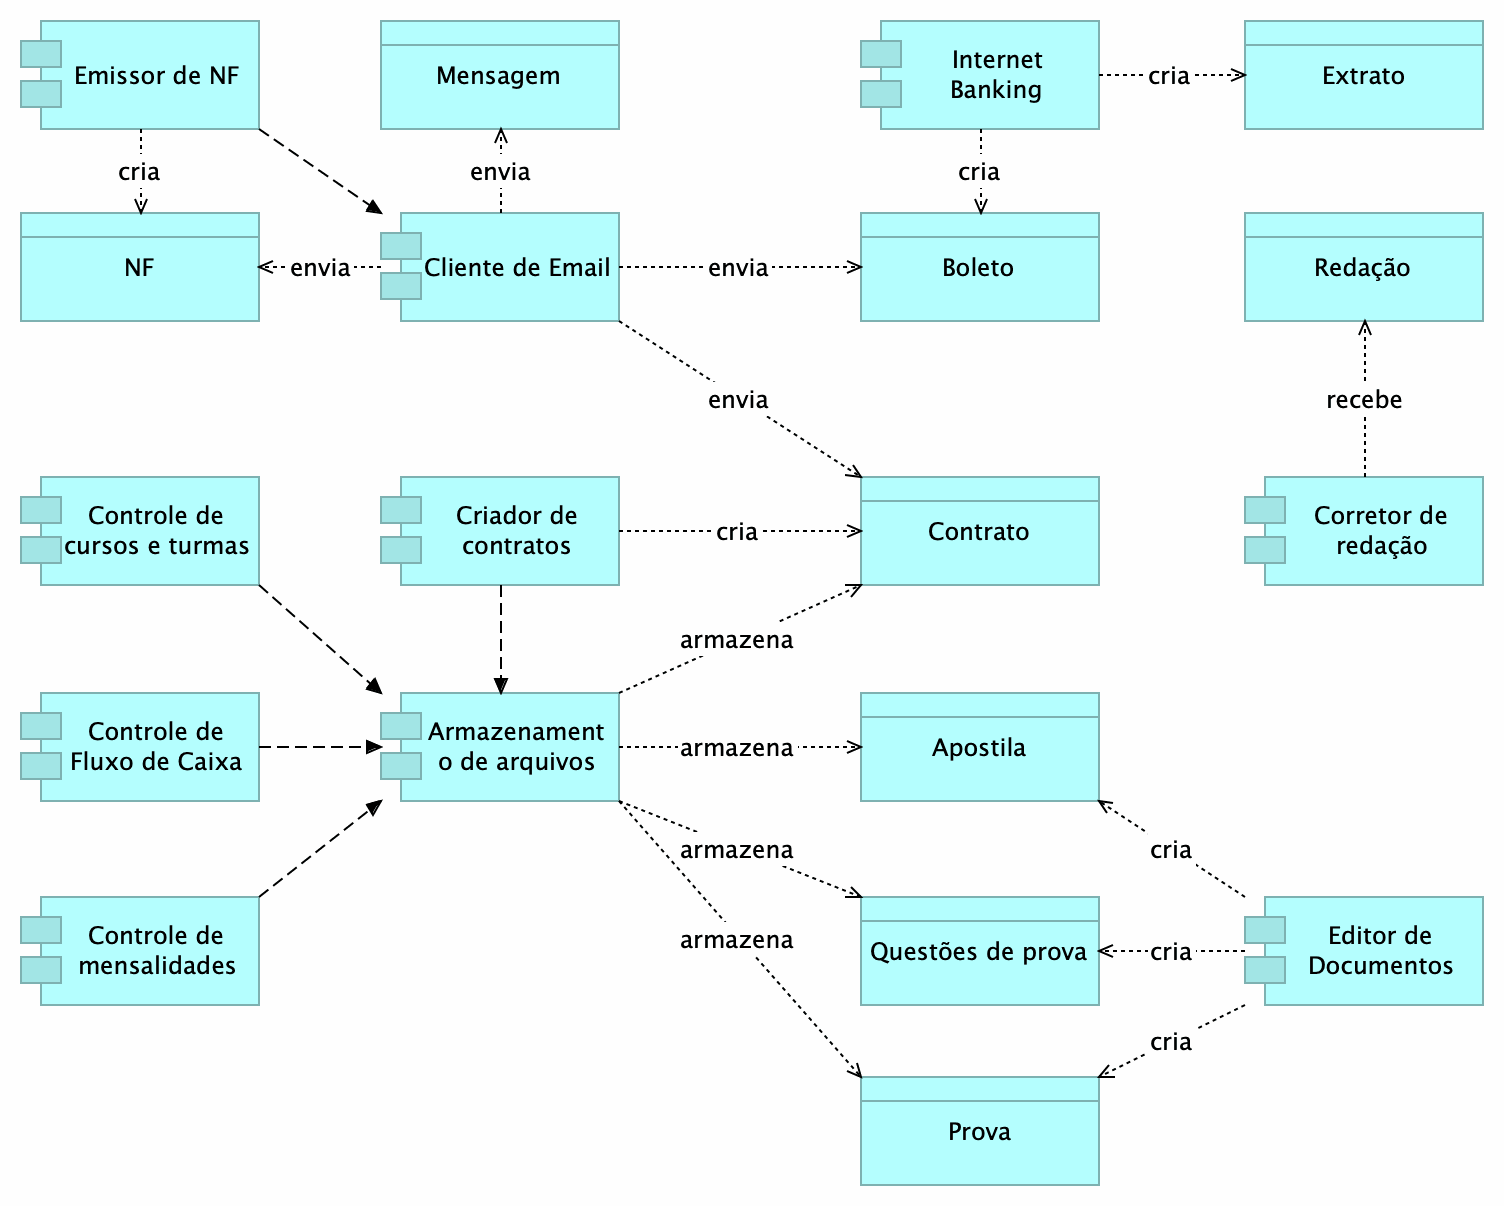 Emissor de NF
Mensagem
Internet
Banking
cria
Extrato
cria
envia
cria
NF
envia
Cliente de Email
envia
Boleto
Redação
envia
recebe
Controle de
cursos e turmas
Criador de
contratos
cria
Contrato
Corretor de
redação
armazena
Controle de
Fluxo de Caixa
Armazenament
o de arquivos
armazena
Apostila
armazena
cria
armazena
Controle de
mensalidades
Questões de prova
cria
Editor de
Documentos
cria
Prova